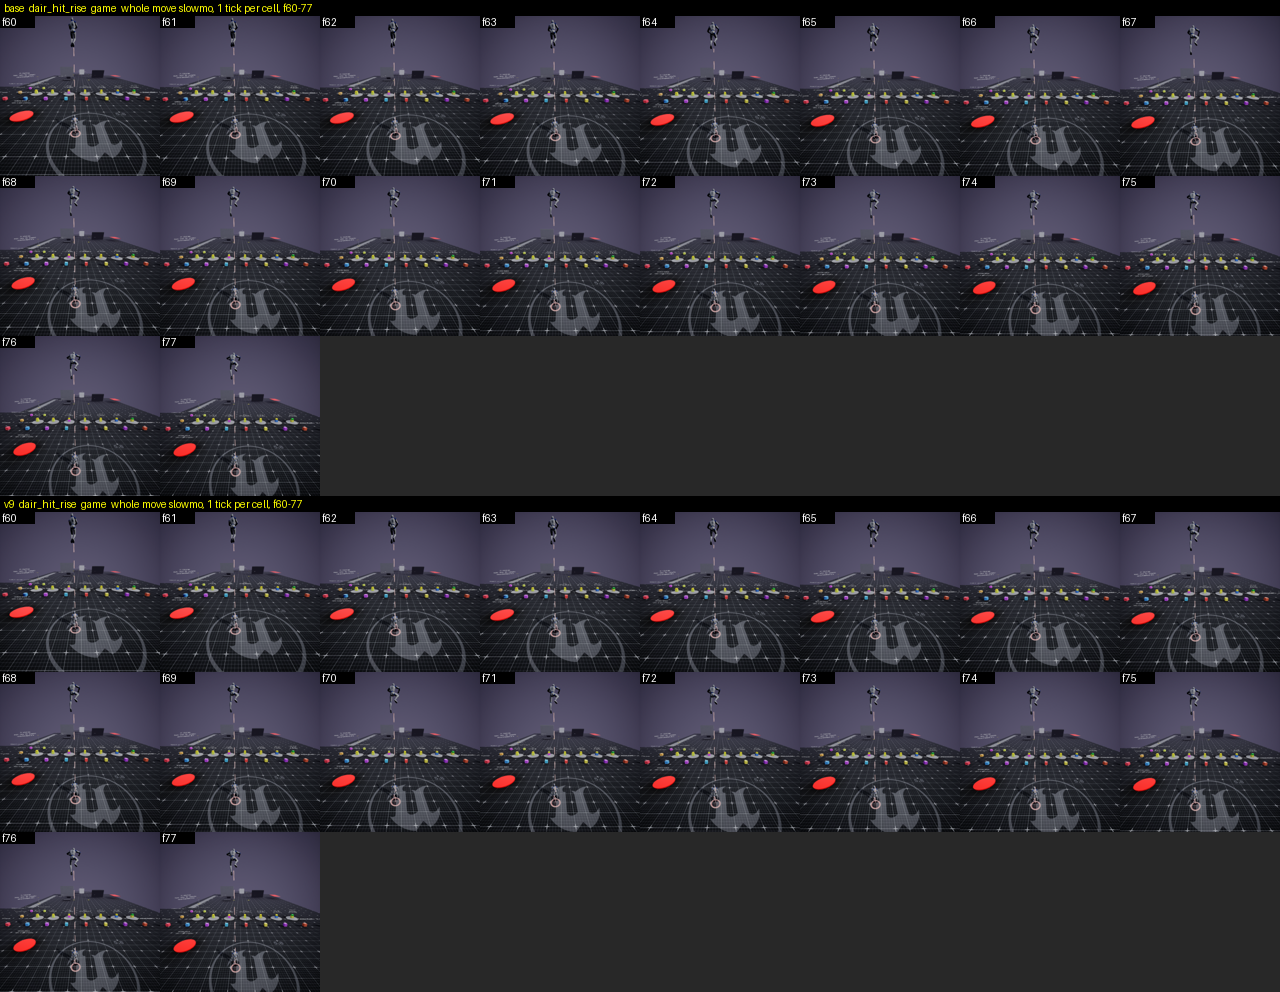 base dair_hit_rise game whole move slowmo, 1 tick per cell, f60-77
f60 f61 f62 f63 f64 f65 f66 f67
f68 f69 f70 f71 f72 f73 f74 f75
f76 f77
v9 dair_hit_rise game whole move slowmo, 1 tick per cell, f60-77
f60 f61 f62 f63 f64 f65 f66 f67
f68 f69 f70 f71 f72 f73 f74 f75
f76 f77